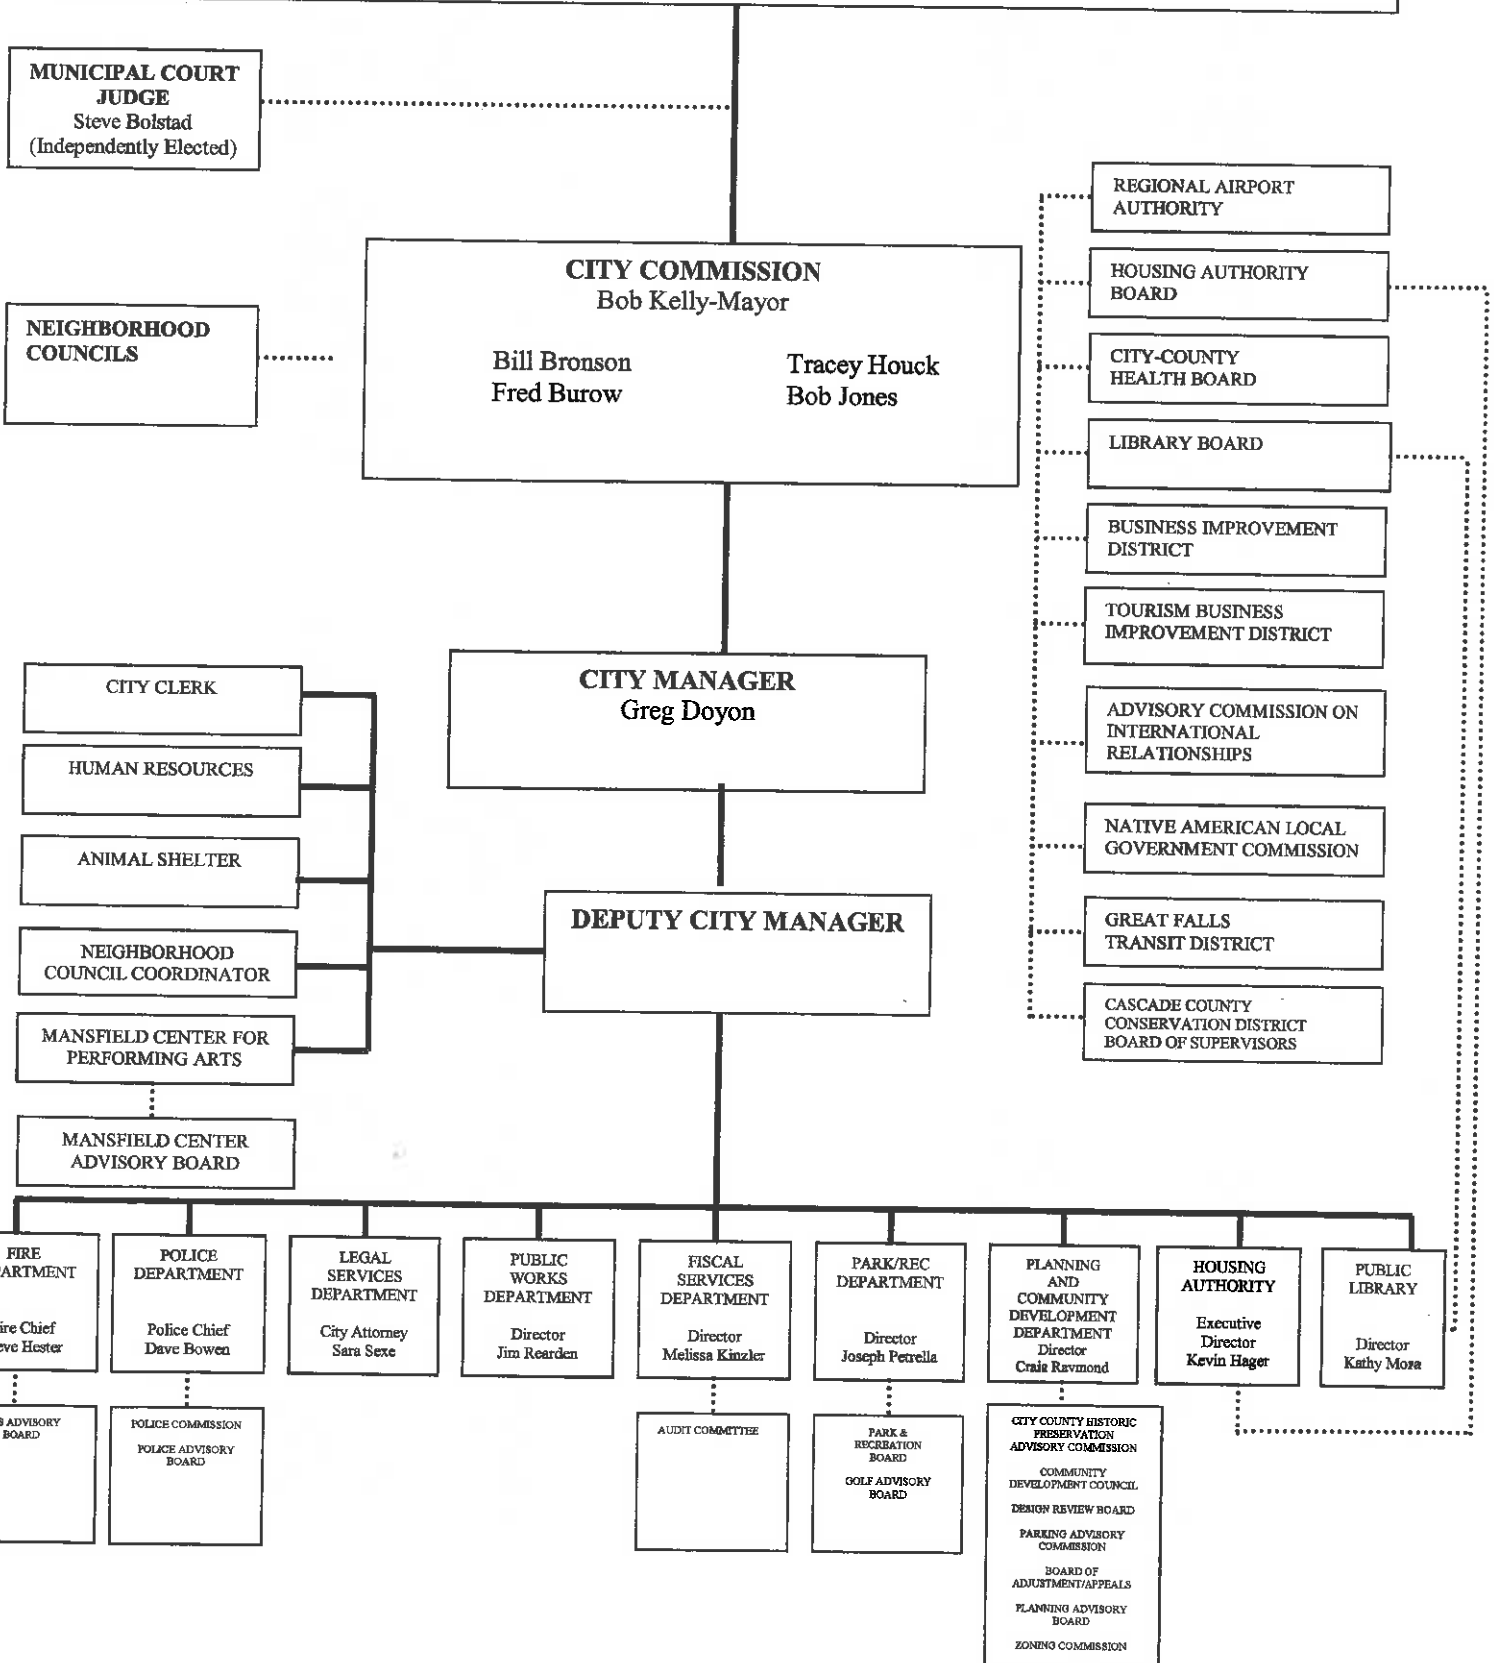 MUNICIPAL COURT
JUDGE
Steve Bolstad
(Independently Elected)
NEIGHBORHOOD
COUNCILS
CITY COMMISSION
Bob Kelly-Mayor
Bill Bronson
Fred Burow
Tracey Houck
Bob Jones
REGIONAL AIRPORT
AUTHORITY
HOUSING AUTHORITY
BOARD
CITY-COUNTY
HEALTH BOARD
LIBRARY BOARD
BUSINESS IMPROVEMENT
DISTRICT
TOURISM BUSINESS
IMPROVEMENT DISTRICT
ADVISORY COMMISSION ON
INTERNATIONAL
RELATIONSHIPS
NATIVE AMERICAN LOCAL
GOVERNMENT COMMISSION
GREAT FALLS
TRANSIT DISTRICT
CASCADE COUNTY
CONSERVATION DISTRICT
BOARD OF SUPERVISORS
CITY MANAGER
Greg Doyon
CITY CLERK
HUMAN RESOURCES
ANIMAL SHELTER
NEIGHBORHOOD
COUNCIL COORDINATOR
MANSFIELD CENTER FOR
PERFORMING ARTS
MANSFIELD CENTER
ADVISORY BOARD
DEPUTY CITY MANAGER
FIRE
ARTMENT
ire Chief
eve Hester
POLICE
DEPARTMENT
Police Chief
Dave Bowen
LEGAL
SERVICES
DEPARTMENT
City Attorney
Sara Sexe
PUBLIC
WORKS
DEPARTMENT
Director
Jim Rearden
FISCAL
SERVICES
DEPARTMENT
Director
Melissa Kinzler
PARK/REC
DEPARTMENT
Director
Joseph Petrella
PLANNING
AND
COMMUNITY
DEVELOPMENT
DEPARTMENT
Director
Craig Raymond
HOUSING
AUTHORITY
Executive
Director
Kevin Hager
PUBLIC
LIBRARY
Director
Kathy Mora
ADVISORY
BOARD
POLICE COMMISSION
POLICE ADVISORY
BOARD
AUDIT COMMITTEE
PARK &
RECREATION
BOARD
GOLF ADVISORY
BOARD
CITY COUNTY HISTORIC
PRESERVATION
ADVISORY COMMISSION
COMMUNITY
DEVELOPMENT COUNCIL
DESIGN REVIEW BOARD
PARKING ADVISORY
COMMISSION
BOARD OF
ADJUSTMENT/APPEALS
PLANNING ADVISORY
BOARD
ZONING COMMISSION